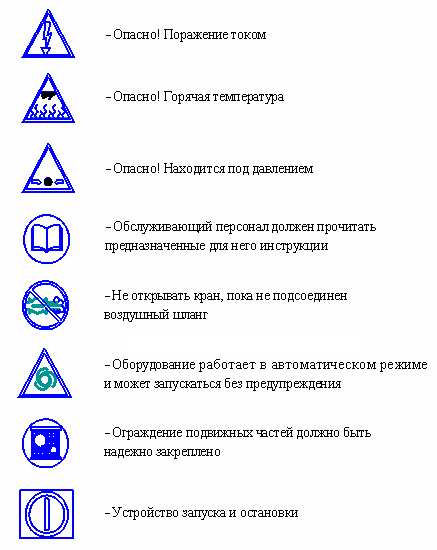 – Опасно! Поражение током
– Опасно! Горячая температура
– Опасно! Находится под давлением
– Обслуживающий персонал должен прочитать
предназначенные для него инструкции
– Не открывать кран, пока не подсоединен
воздушный шланг
– Оборудование работает в автоматическом режиме
и может запускаться без предупреждения
– Ограждение подвижных частей должно быть
надежно закреплено
– Устройство запуска и остановки